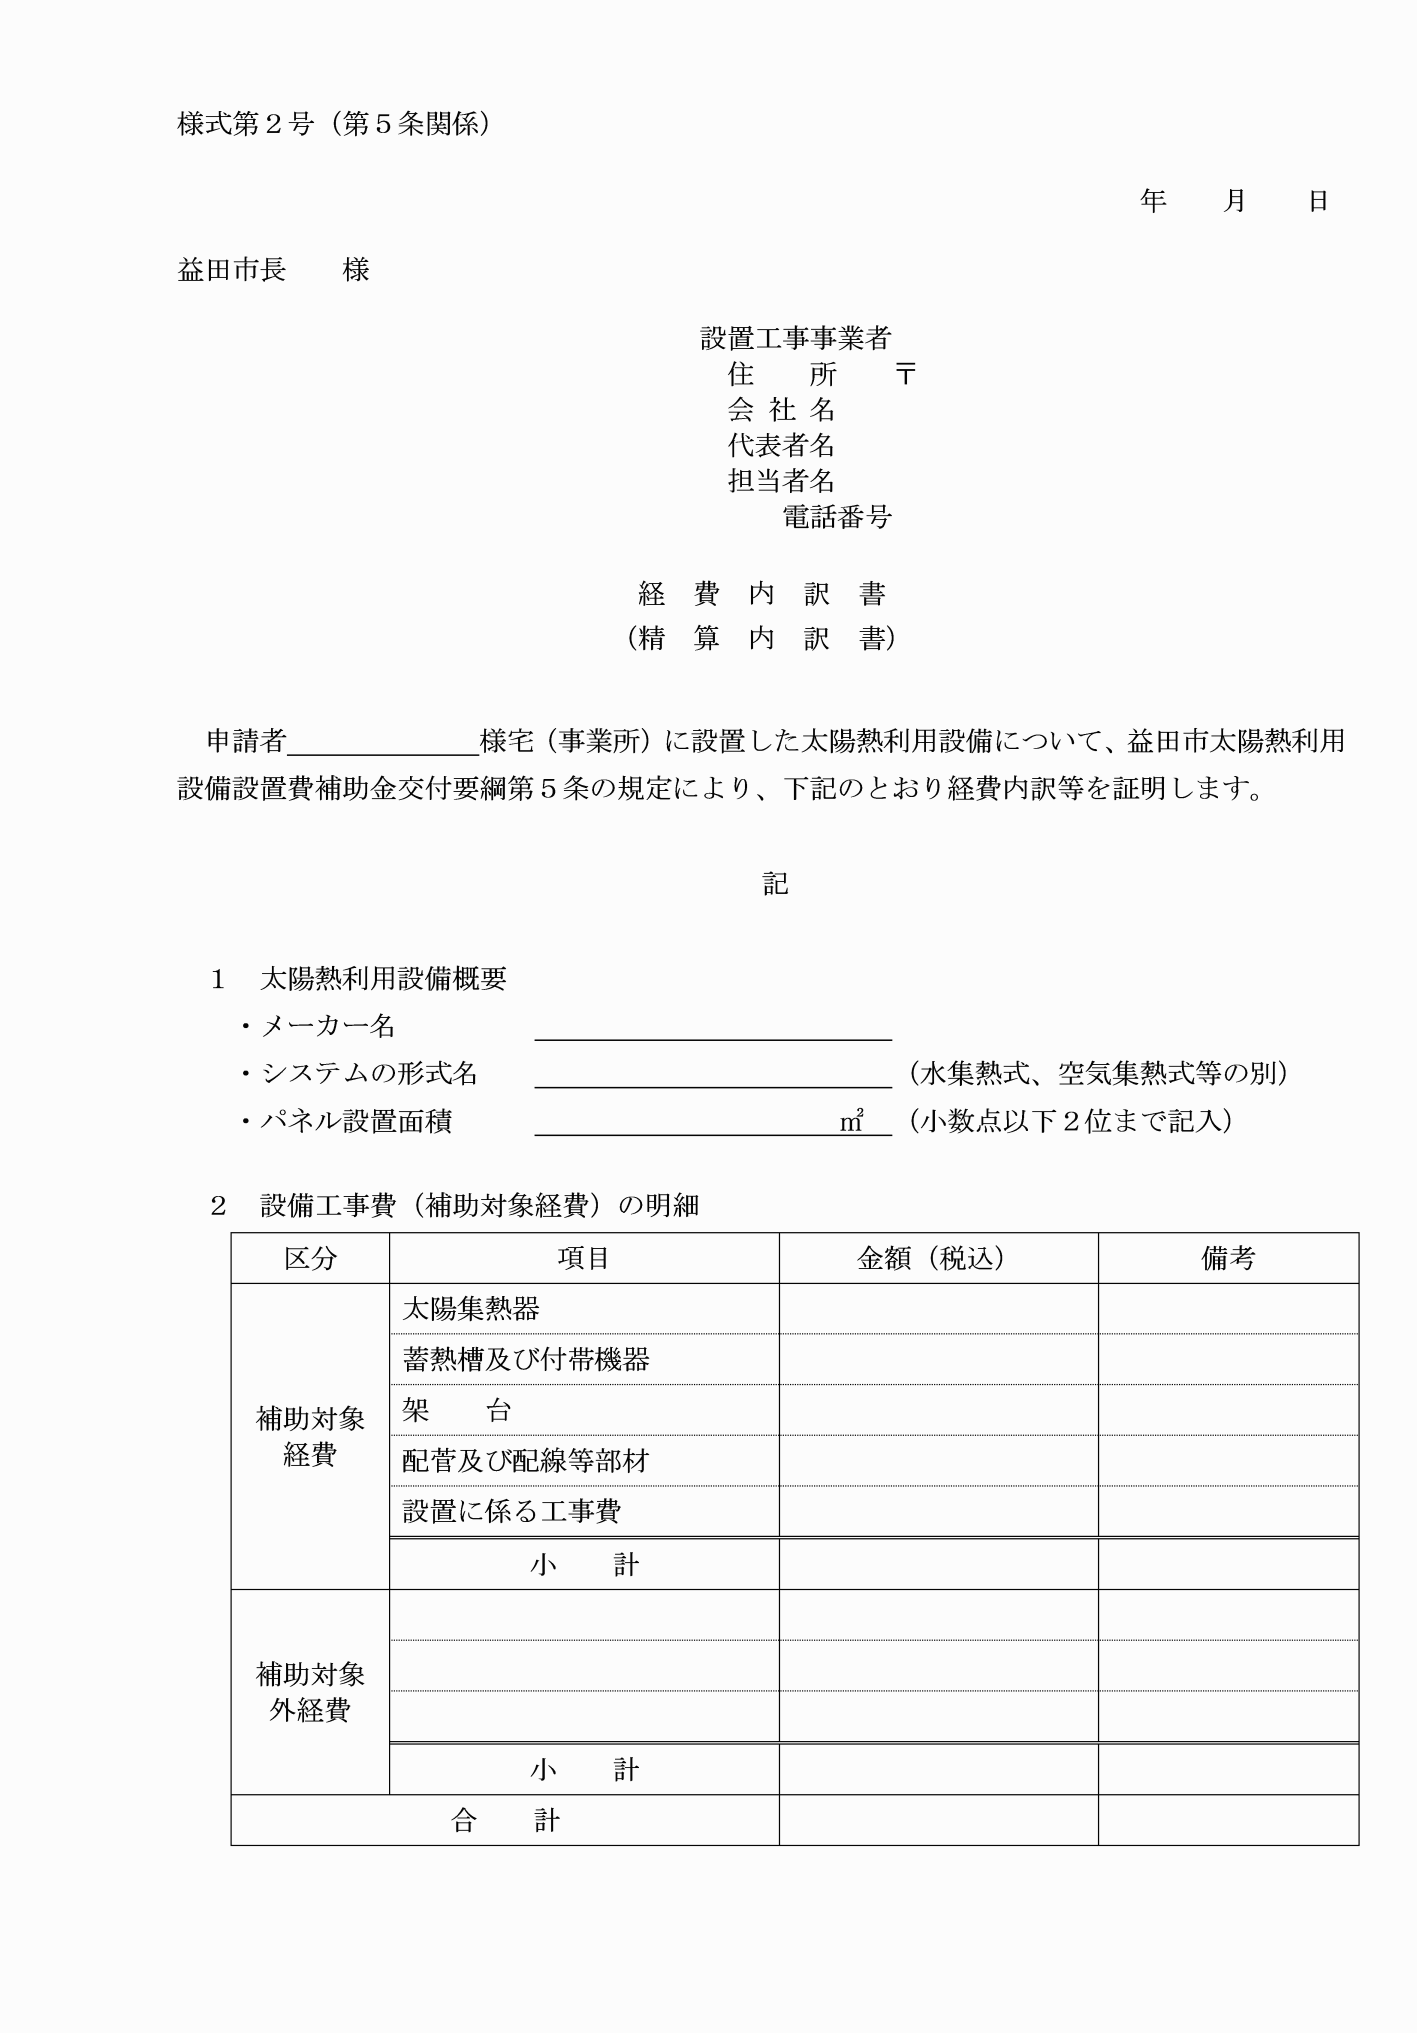 様式第２号（第５条関係）
年　　月　　日
益田市長　　様
設置工事事業者
住　　所　　〒
会 社 名
代表者名
担当者名
電話番号
経　費　内　訳　書
（精　算　内　訳　書）
申請者　　　　　　　様宅（事業所）に設置した太陽熱利用設備について、益田市太陽熱利用
設備設置費補助金交付要綱第５条の規定により、下記のとおり経費内訳等を証明します。
記
１　太陽熱利用設備概要
・メーカー名
・システムの形式名　　（水集熱式、空気集熱式等の別）
・パネル設置面積　　㎡　（小数点以下２位まで記入）
２　設備工事費（補助対象経費）の明細
区分　項目　金額（税込）　備考
補助対象
経費
太陽集熱器
蓄熱槽及び付帯機器
架　　台
配菅及び配線等部材
設置に係る工事費
小　　計
補助対象
外経費
小　　計
合　　計